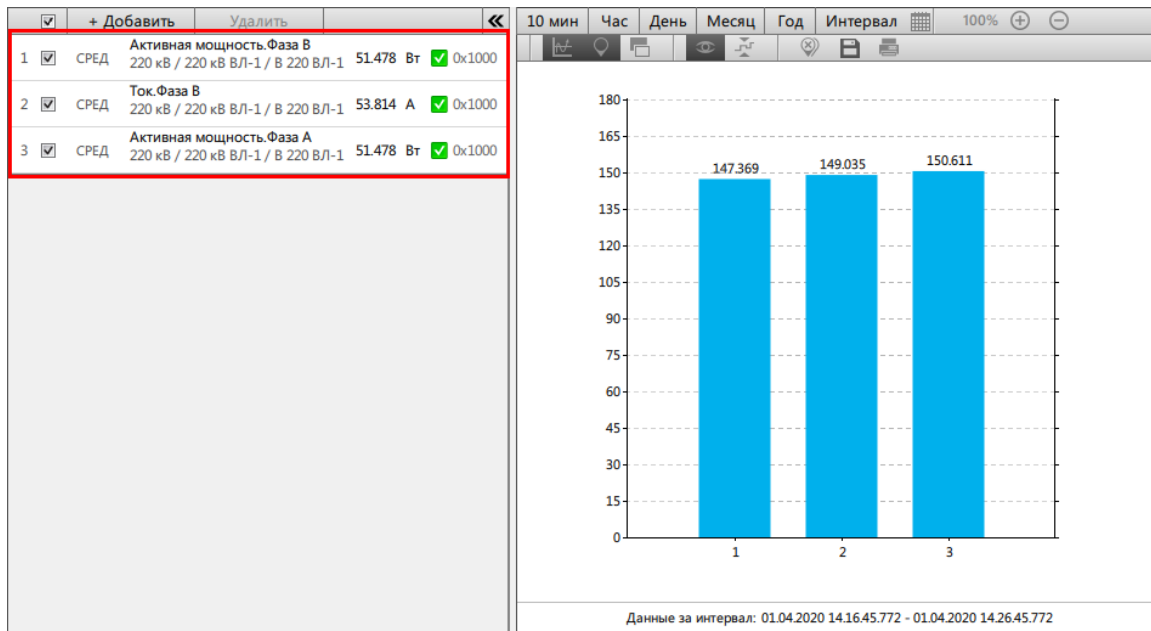 + Добавить Удалить «
1 СРЕД Активная мощность.Фаза B
220 кВ / 220 кВ ВЛ-1 / В 220 ВЛ-1 51.478 Вт 0x1000
2 СРЕД Ток.Фаза B
220 кВ / 220 кВ ВЛ-1 / В 220 ВЛ-1 53.814 А 0x1000
3 СРЕД Активная мощность.Фаза A
220 кВ / 220 кВ ВЛ-1 / В 220 ВЛ-1 51.478 Вт 0x1000
10 мин Час День Месяц Год Интервал 100%
180
165
150
135
120
105
90
75
60
45
30
15
0
147.369 149.035 150.611
1 2 3
Данные за интервал: 01.04.2020 14.16.45.772 - 01.04.2020 14.26.45.772